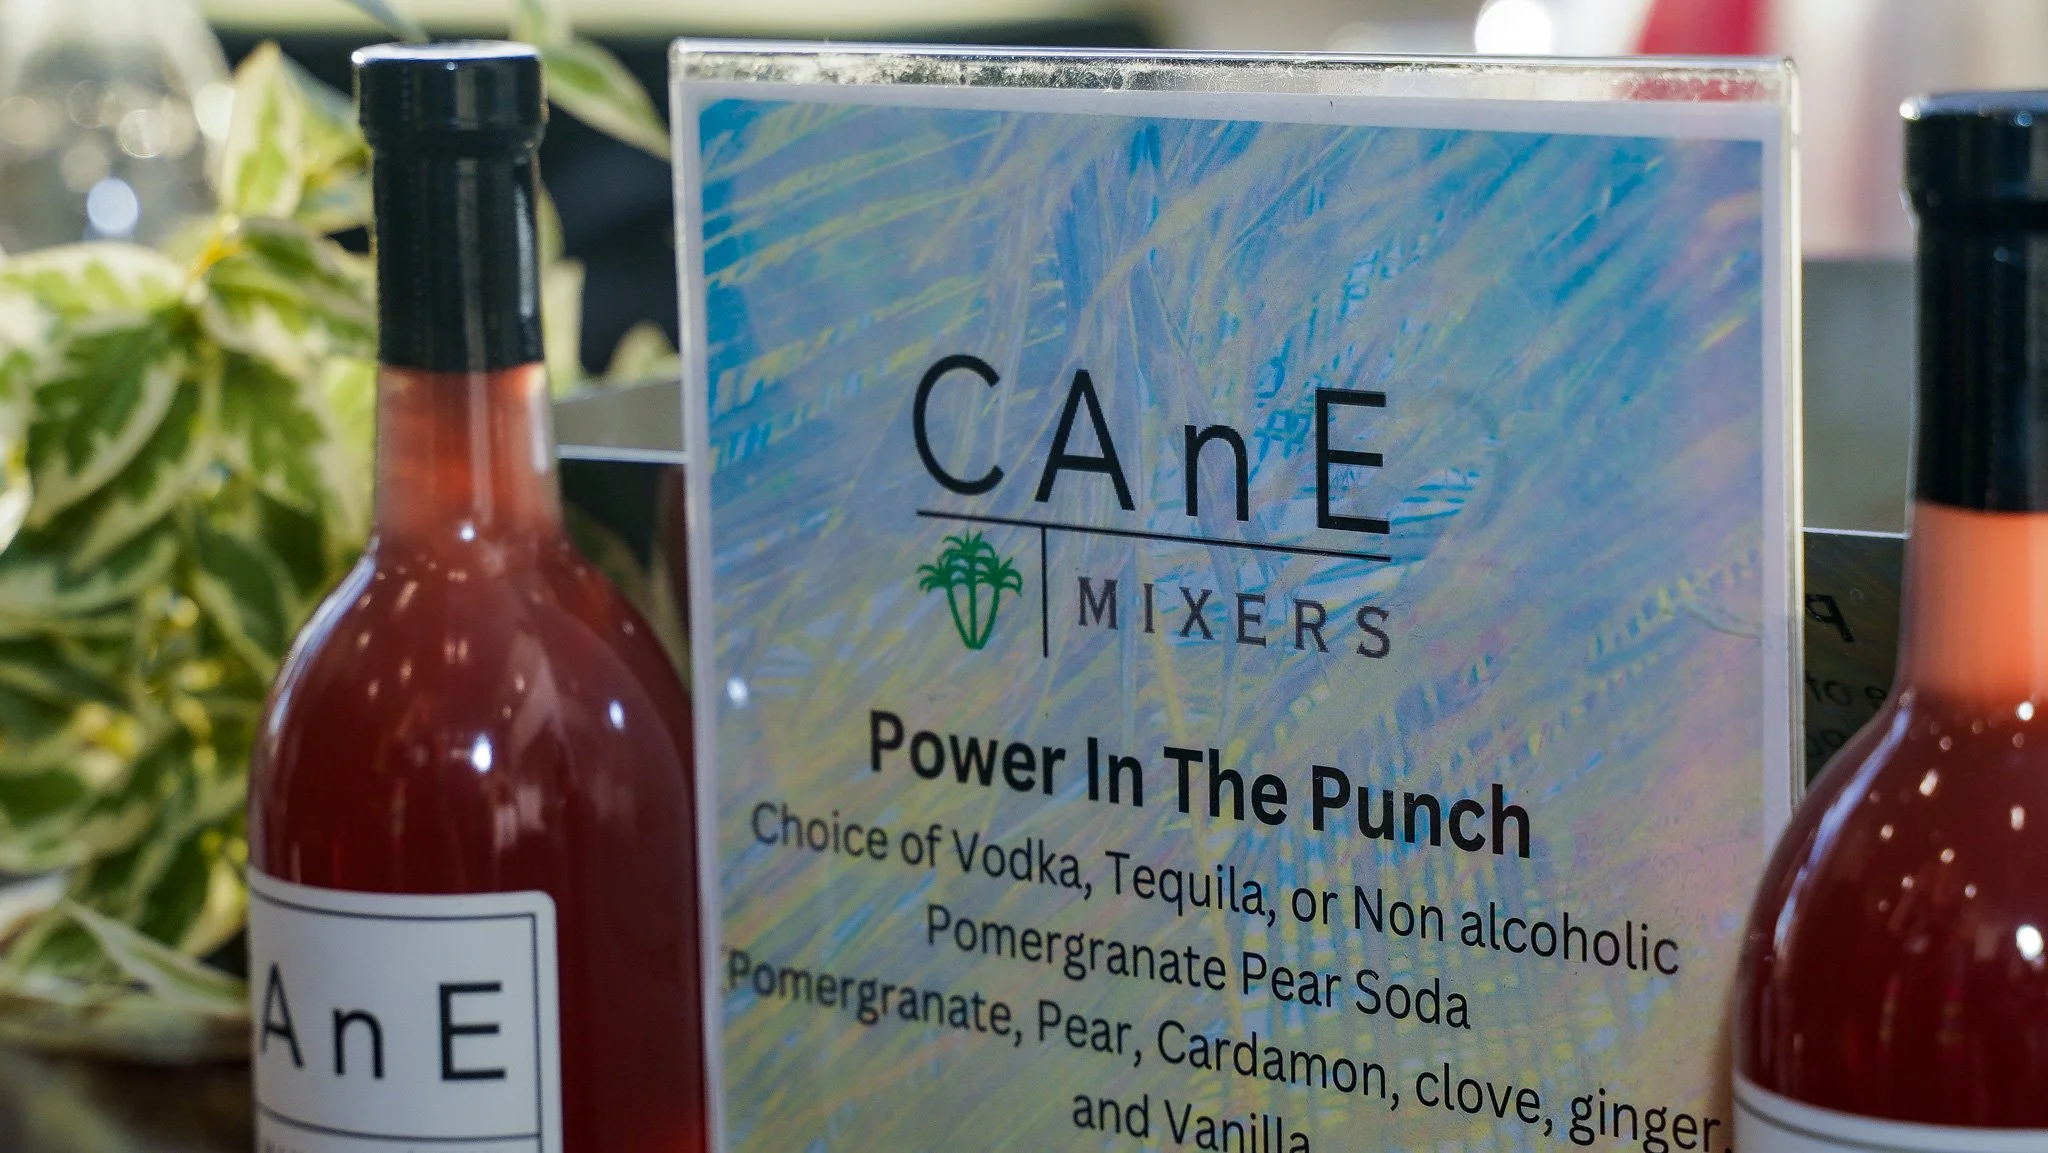 CAnE
MIXERS
Power In The Punch
Choice of Vodka, Tequila, or Non alcoholic
Pomergranate Pear Soda
Pomergranate, Pear, Cardamon, clove, ginger,
and Vanilla
AnE